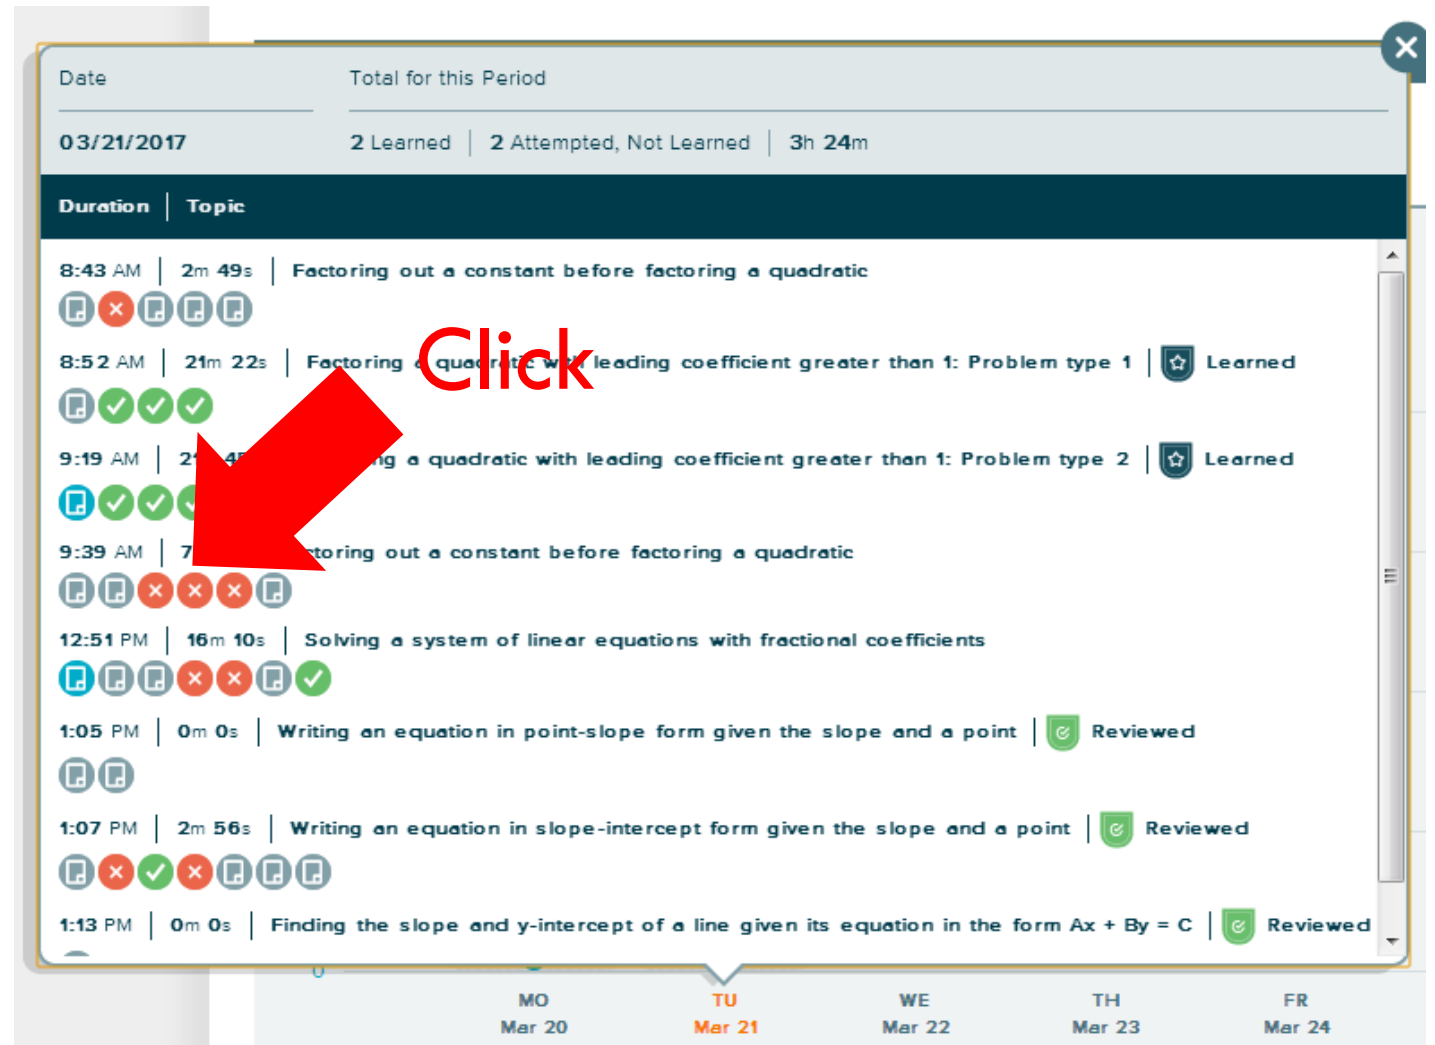 Date Total for this Period
03/21/2017 2 Learned | 2 Attempted, Not Learned | 3h 24m
Duration | Topic
8:43 AM | 2m 49s | Factoring out a constant before factoring a quadratic
Click
8:52 AM | 21m 22s | Factoring a quadratic with leading coefficient greater than 1: Problem type 1 | Learned
9:19 AM | a quadratic with leading coefficient greater than 1: Problem type 2 | Learned
9:39 AM | out a constant before factoring a quadratic
12:51 PM | 16m 10s | Solving a system of linear equations with fractional coefficients
1:05 PM | 0m 0s | Writing an equation in point-slope form given the slope and a point | Reviewed
1:07 PM | 2m 56s | Writing an equation in slope-intercept form given the slope and a point | Reviewed
1:13 PM | 0m 0s | Finding the slope and y-intercept of a line given its equation in the form Ax + By = C | Reviewed
0
MO TU WE TH FR
Mar 20 Mar 21 Mar 22 Mar 23 Mar 24